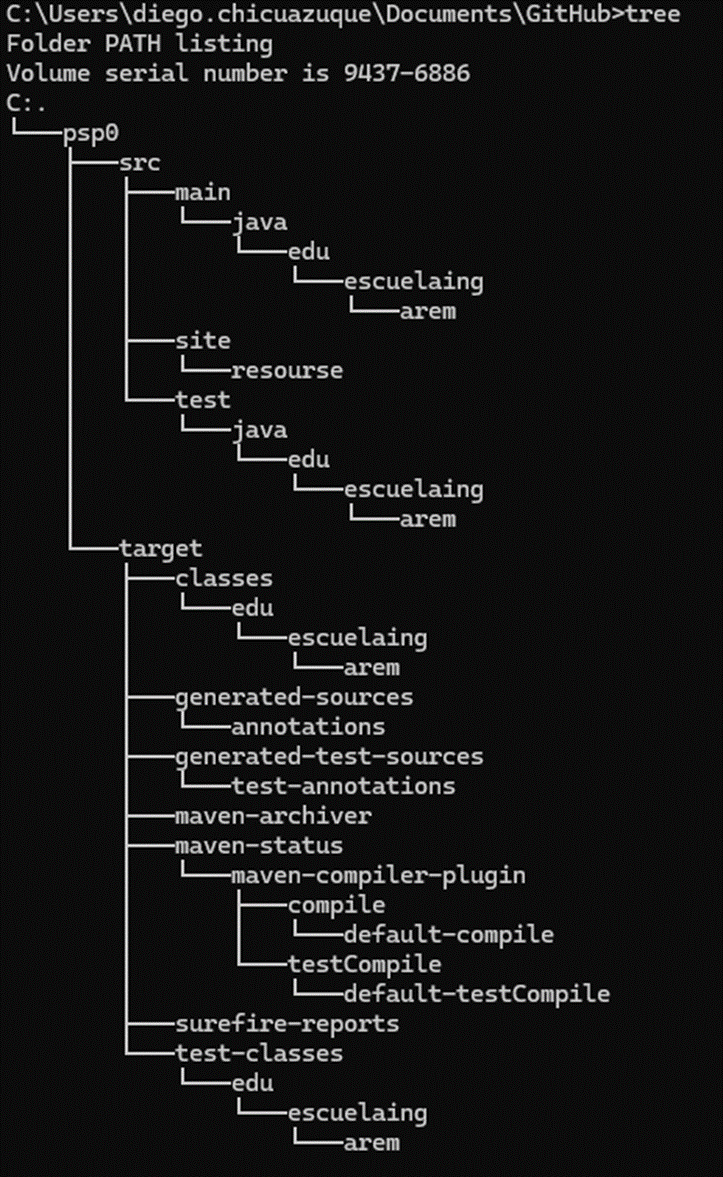 C:\Users\diego.chicuazuque\Documents\GitHub>tree
Folder PATH listing
Volume serial number is 9437-6886
C:.
└───psp0
    ├───src
    │   ├───main
    │   │   └───java
    │   │       └───edu
    │   │           └───escuelaing
    │   │               └───arem
    │   ├───site
    │   │   └───resourse
    │   └───test
    │       └───java
    │           └───edu
    │               └───escuelaing
    │                   └───arem
    └───target
        ├───classes
        │   └───edu
        │       └───escuelaing
        │           └───arem
        ├───generated-sources
        │   └───annotations
        ├───generated-test-sources
        │   └───test-annotations
        ├───maven-archiver
        ├───maven-status
        │   └───maven-compiler-plugin
        │       ├───compile
        │       │   └───default-compile
        │       └───testCompile
        │           └───default-testCompile
        ├───surefire-reports
        └───test-classes
            └───edu
                └───escuelaing
                    └───arem